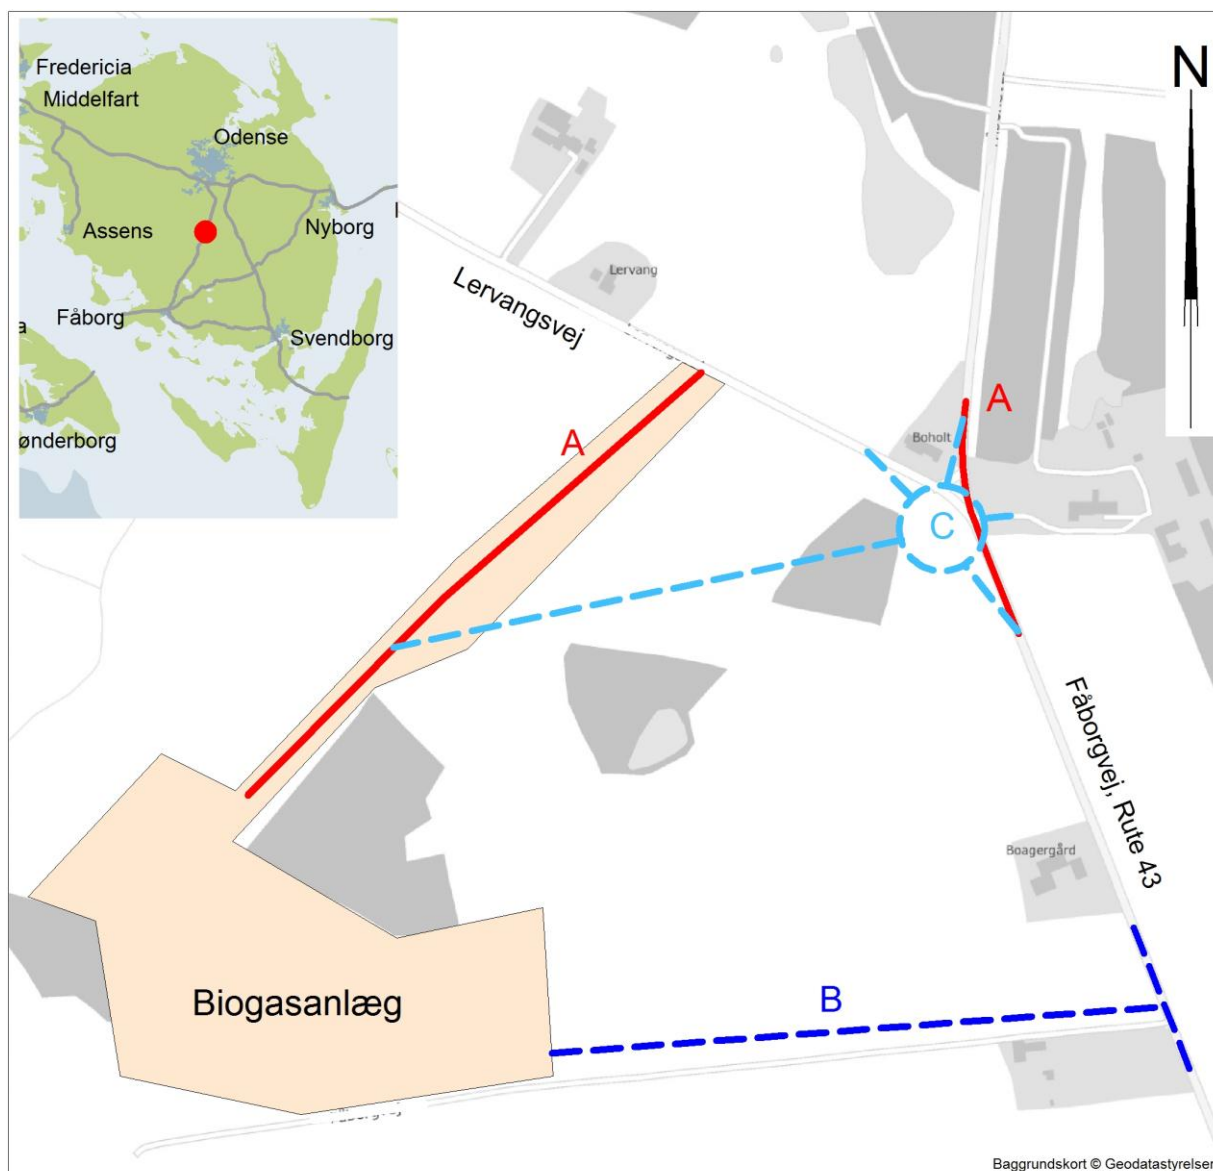 Fredericia
Middelfart
Odense
Assens
Nyborg
Fåborg
Svendborg
a
ønderborg
N
Lervang
Lervangsvej
A
A
Boholt
C
Fåborgvej, Rute 43
Boagergård
Biogasanlæg
B
Baggrundskort © Geodatastyrelsen